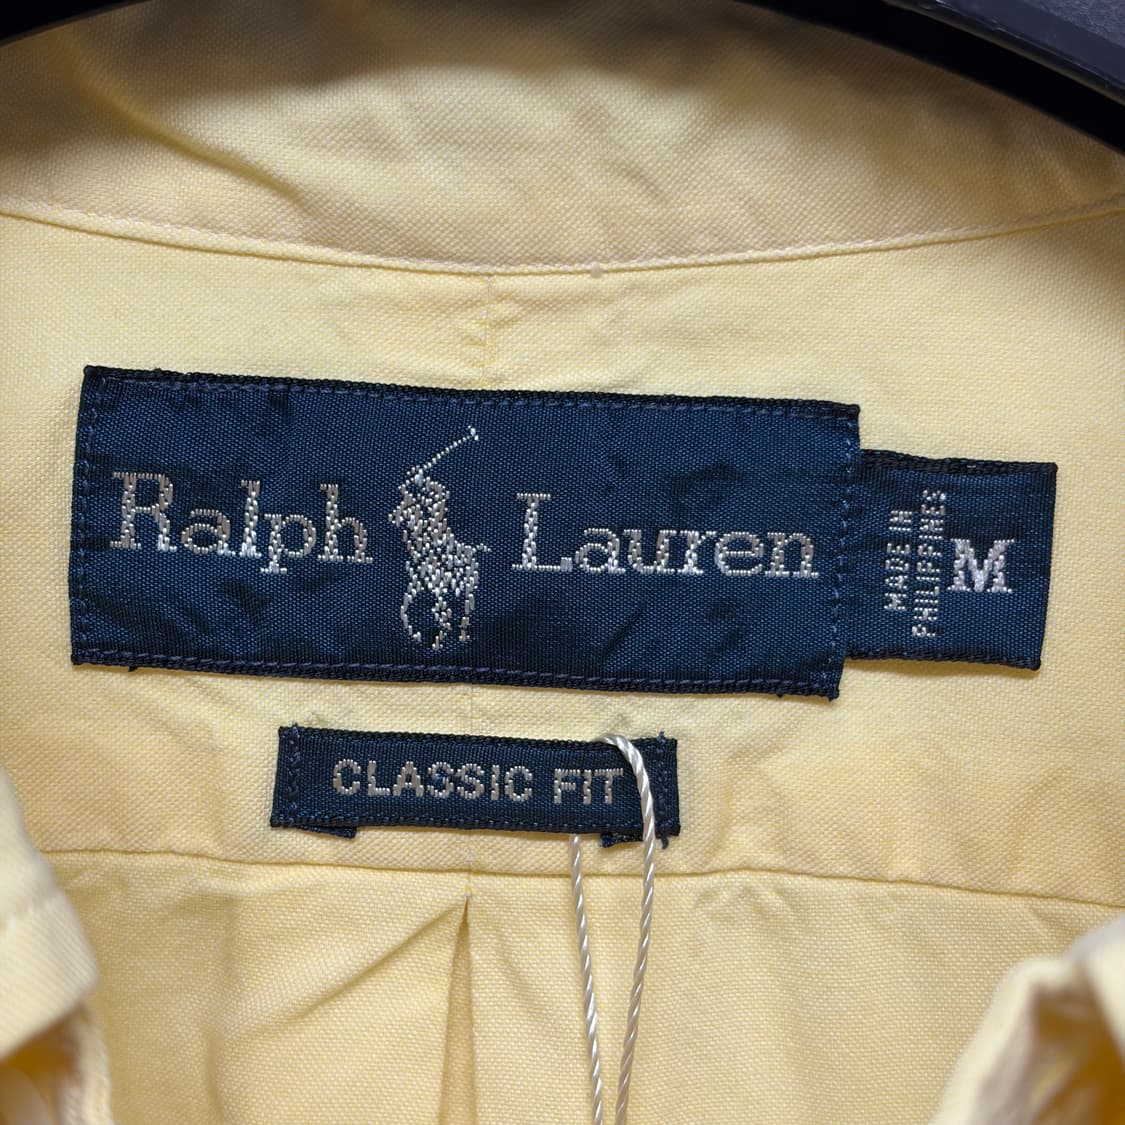 Ralph Lauren
MADE IN
PHILIPPINES
M
CLASSIC FIT